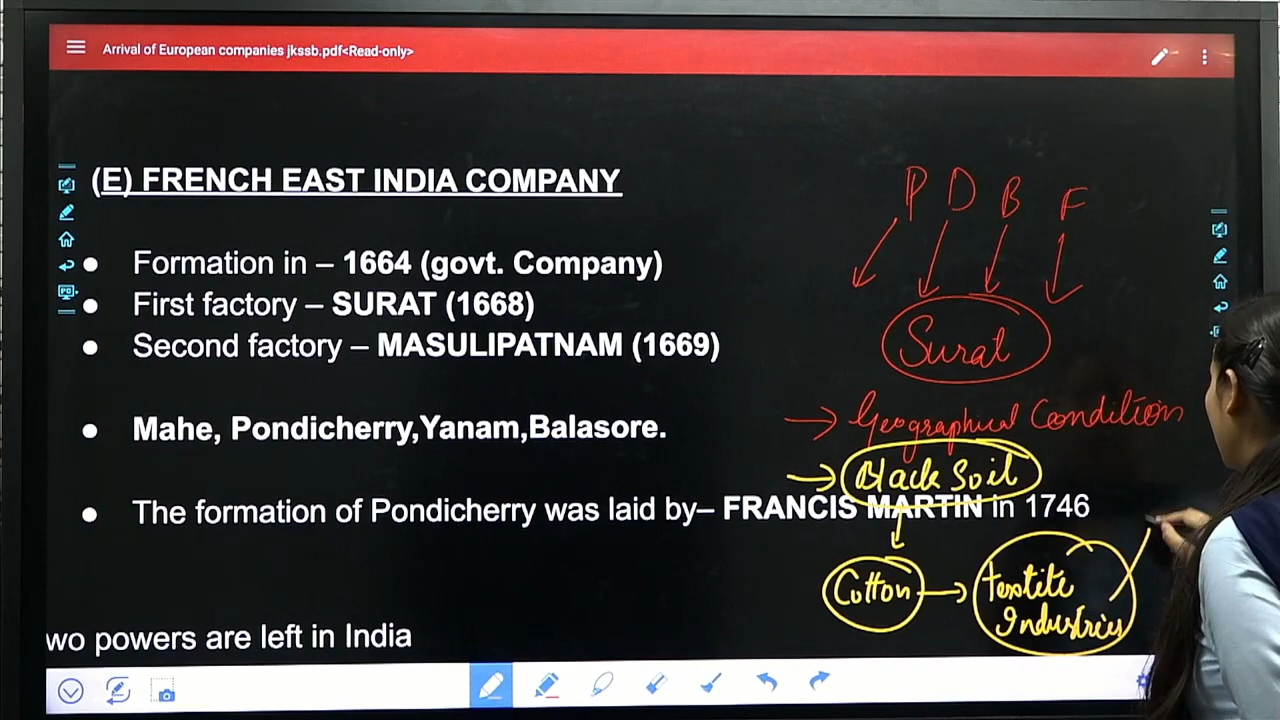 Arrival of European companies jkssb.pdf<Read-only>
(E) FRENCH EAST INDIA COMPANY
P D B F
Formation in – 1664 (govt. Company)
First factory – SURAT (1668)
Second factory – MASULIPATNAM (1669)
Surat
→ Geographical Condition
Mahe, Pondicherry,Yanam,Balasore.
→ Black Soil
The formation of Pondicherry was laid by– FRANCIS MARTIN in 1746
Cotton → textile
Industries
wo powers are left in India